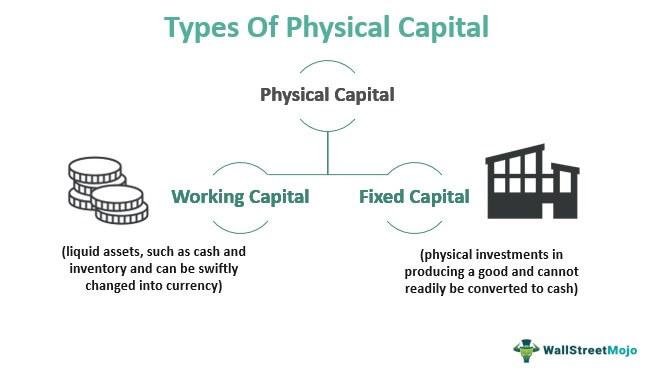 Types Of Physical Capital
Physical Capital
Working Capital
Fixed Capital
(liquid assets, such as cash and
inventory and can be swiftly
changed into currency)
(physical investments in
producing a good and cannot
readily be converted to cash)
WallStreetMojo